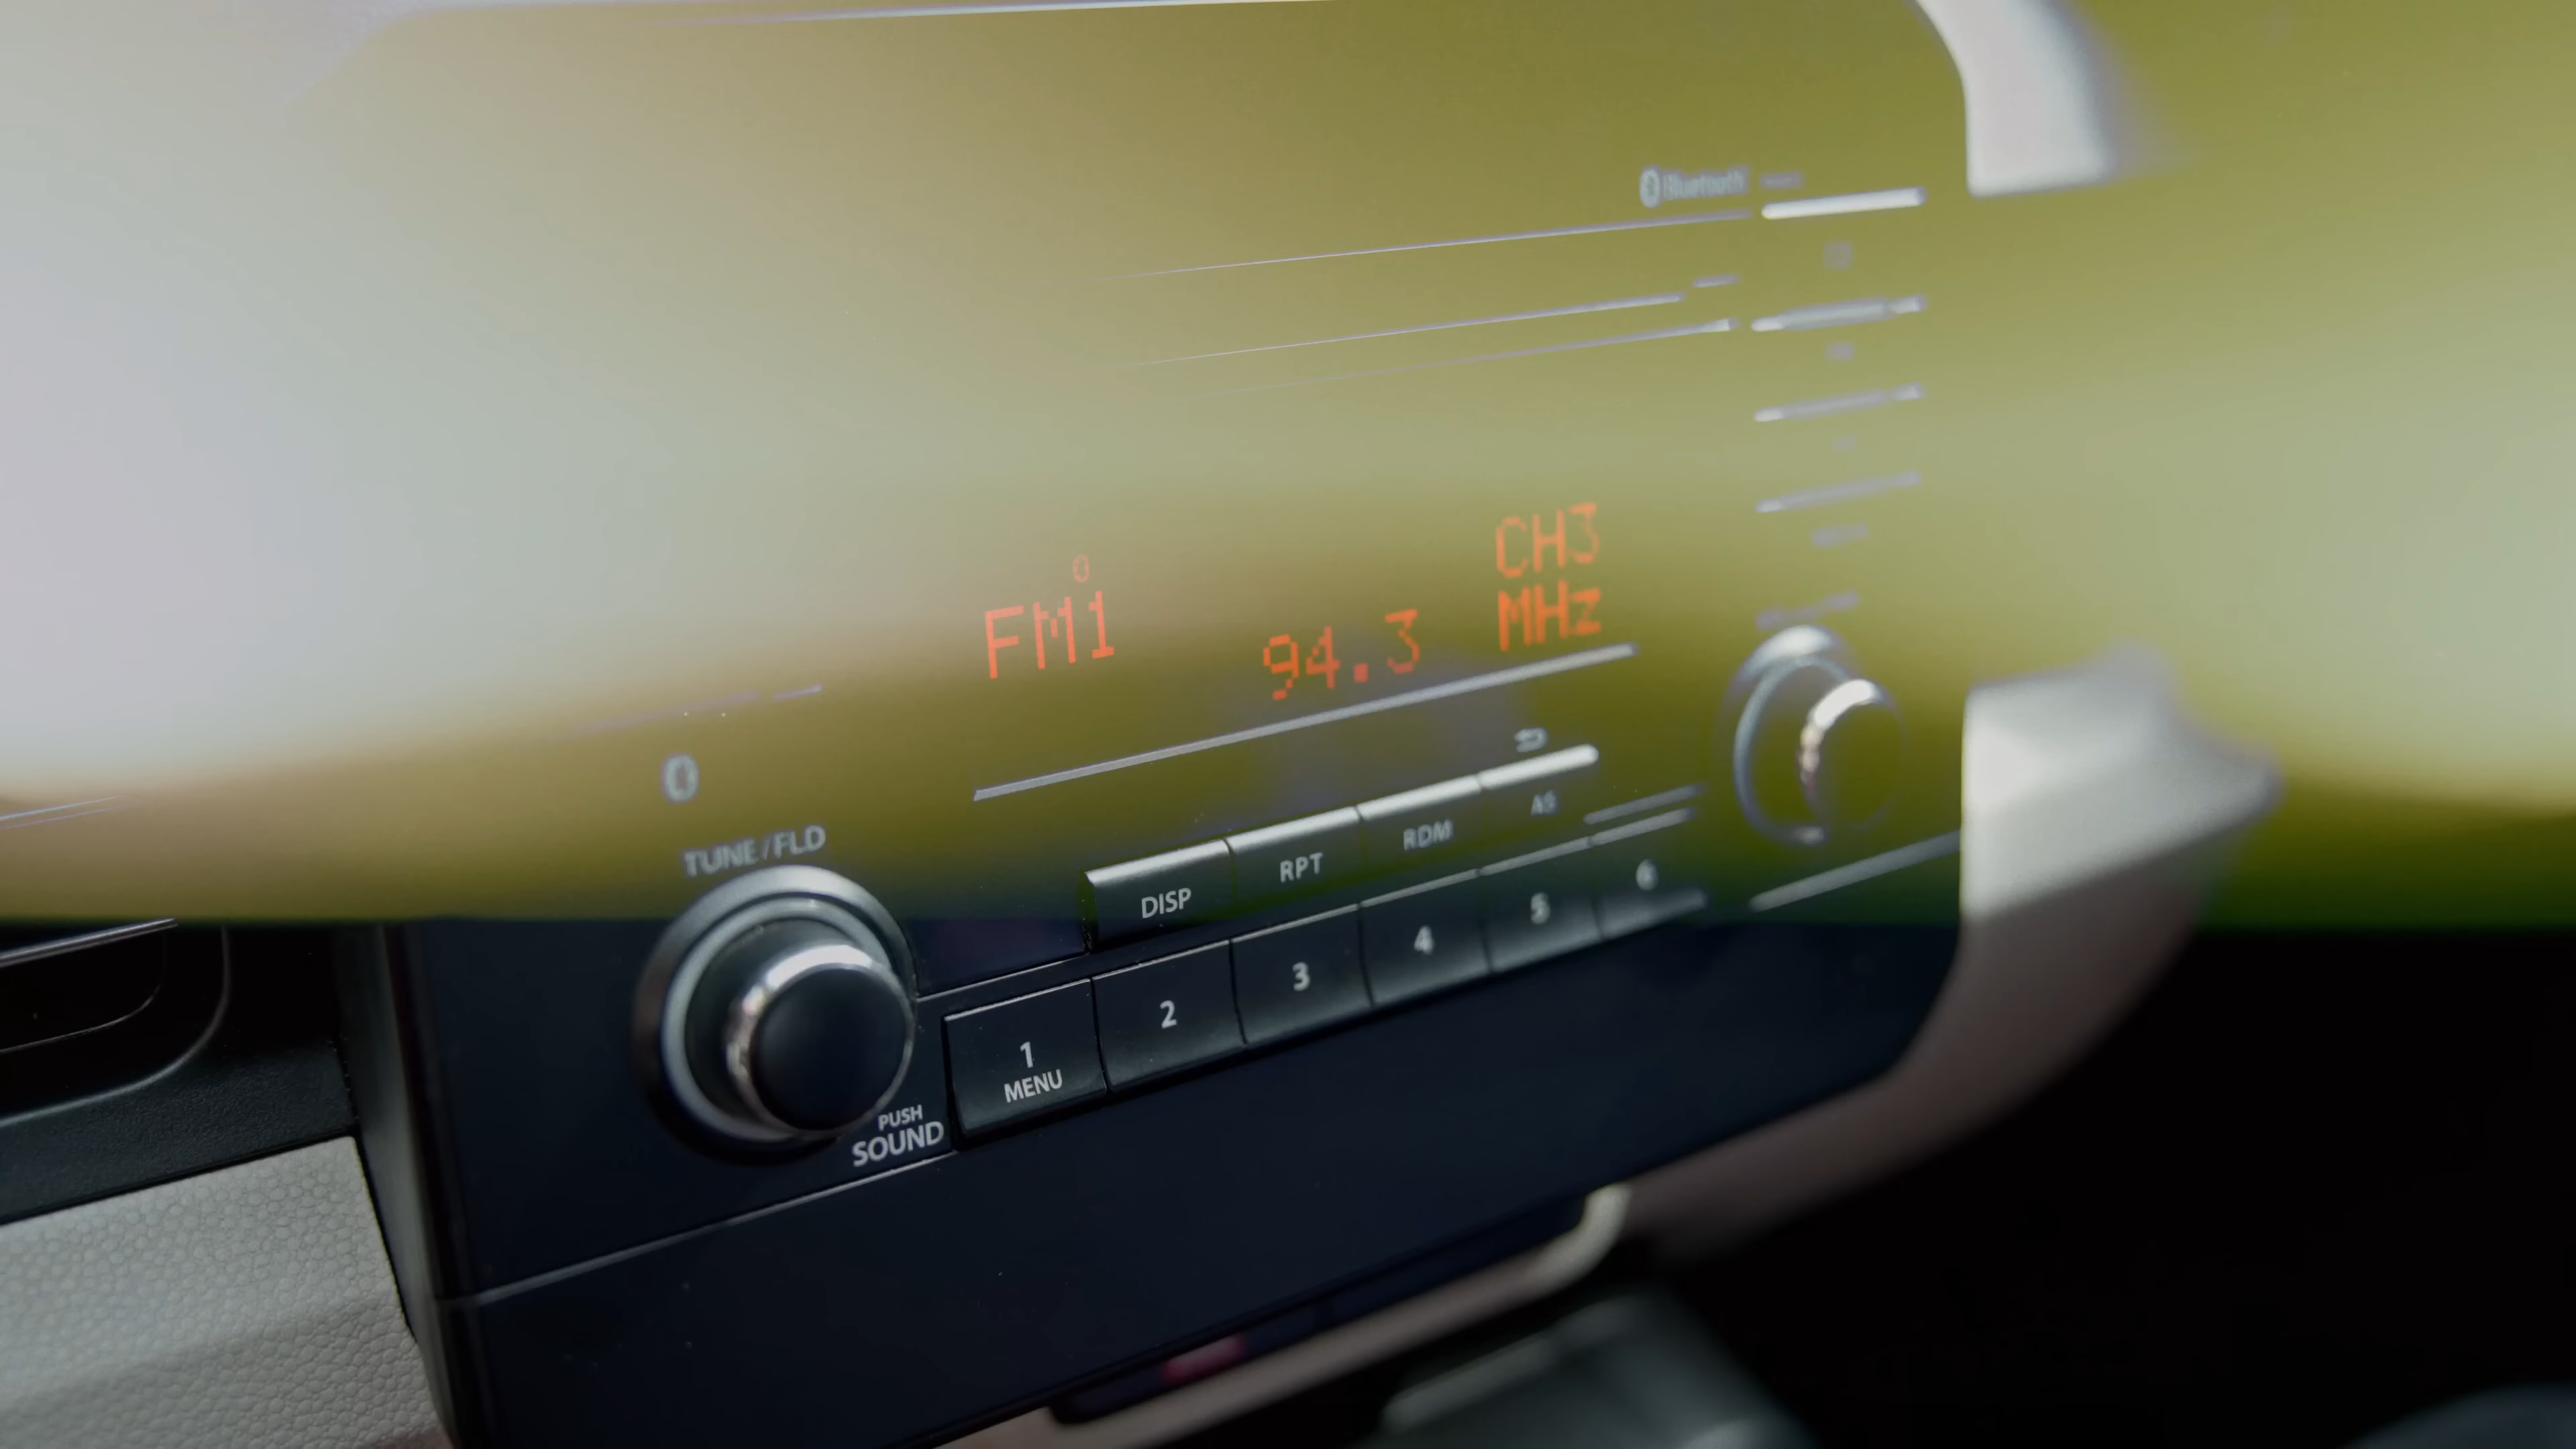 Bluetooth
CH3
FM1 94.3 MHz
TUNE/FLD
DISP RPT RDM AS
1 2 3 4 5 6
MENU
PUSH
SOUND